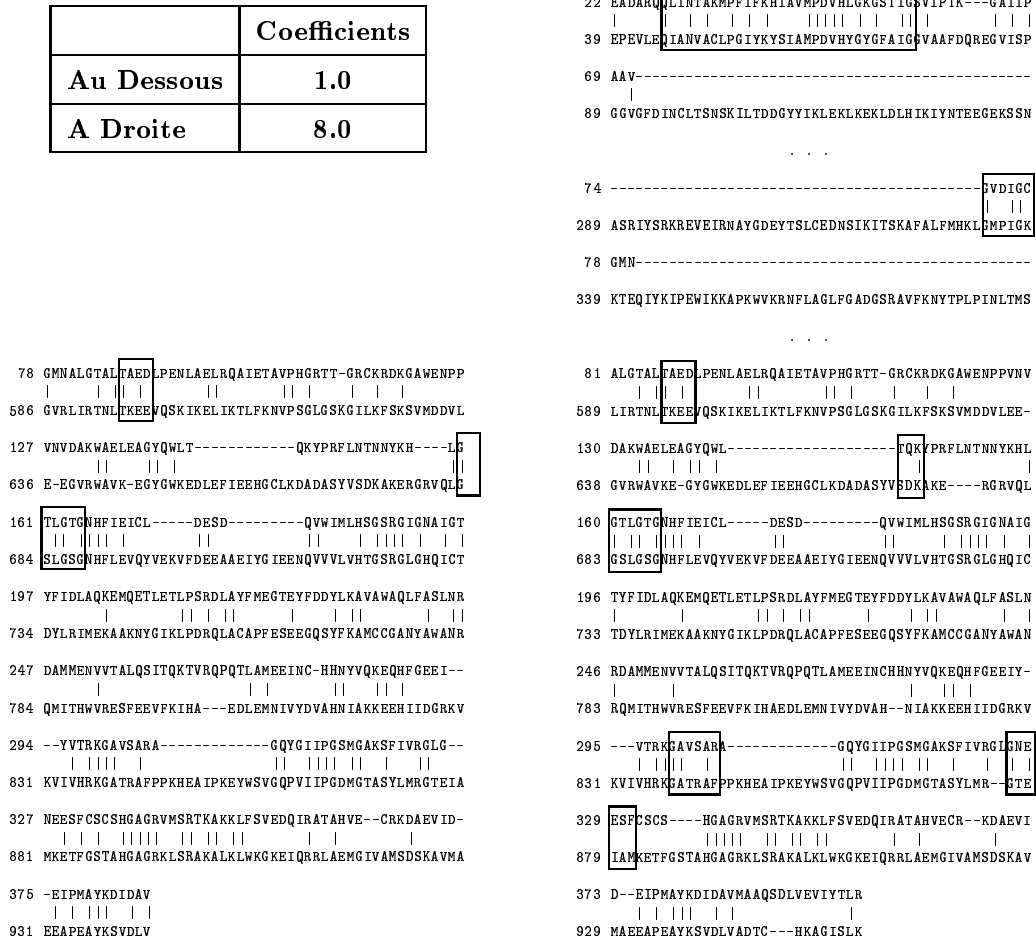 Coefficients
Au Dessous 1.0
A Droite 8.0
78 GMNALGTALTAEDLPENLAELRQAIETAVPHGRTT-GRCKRDKGAWENPP
586 GVRLIRTNLTKEEVQSKIKELIKTLFKNVPSGLGSKGILKFSKSVMDDVL
127 VNVDAKWAELEAGYQWLT------------QKYPRFLNTNNYKH----LG
636 E-EGVRWAVK-EGYGWKEDLEFIEEHGCLKDADASYVSDKAKERGRVQLG
161 TLGTGNHFIEICL-----DESD---------QVWIMLHSGSRGIGNAIGT
684 SLGSGNHFLEVQYVEKVFDEEAAEIYGIEENQVVVLVHTGSRGLGHQICT
197 YFIDLAQKEMQETLETLPSRDLAYFMEGTEYFDDYLKAVAWAQLFASLNR
734 DYLRIMEKAAKNYGIKLPDRQLACAPFESEEGQSYFKAMCCGANYAWANR
247 DAMMENVVTALQSITQKTVRQPQTLAMEEINC-HHNYVQKEQHFGEEI--
784 QMITHWVRESFEEVFKIHA---EDLEMNIVYDVAHNIAKKEEHIIDGRKV
294 --YVTRKGAVSARA-------------GQYGIIPGSMGAKSFIVRGLG--
831 KVIVHRKGATRAFPPKHEAIPKEYWSVGQPVIIPGDMGTASYLMRGTEIA
327 NEESFCSCSHGAGRVMSRTKAKKLFSVEDQIRATAHVE--CRKDAEVID-
881 MKETFGSTAHGAGRKLSRAKALKLWKGKEIQRRLAEMGIVAMSDSKAVMA
375 -EIPMAYKDIDAV
931 EEAPEAYKSVDLV
22 EADARQQLINTAKMPFIFKHIAVMPDVHLGKGSTIGSVIPTK---GAIIP
39 EPEVLEQIANVACLPGIYKYSIAMPDVHYGYGFAIGGVAAFDQREGVISP
69 AAV-----------------------------------------------
89 GGVGFDINCLTSNSKILTDDGYYIKLEKLKEKLDLHIKIYNTEEGEKSSN
. . .
74 --------------------------------------------GVDIGC
289 ASRIYSRKREVEIRNAYGDEYTSLCEDNSIKITSKAFALFMHKLGMPIGK
78 GMN-----------------------------------------------
339 KTEQIYKIPEWIKKAPKWVKRNFLAGLFGADGSRAVFKNYTPLPINLTMS
. . .
81 ALGTALTAEDLPENLAELRQAIETAVPHGRTT-GRCKRDKGAWENPPVNV
589 LIRTNLTKEEVQSKIKELIKTLFKNVPSGLGSKGILKFSKSVMDDVLEE-
130 DAKWAELEAGYQWL--------------------TQKYPRFLNTNNYKHL
638 GVRWAVKE-GYGWKEDLEFIEEHGCLKDADASYVSDKAKE----RGRVQL
160 GTLGTGNHFIEICL-----DESD---------QVWIMLHSGSRGIGNAIG
683 GSLGSGNHFLEVQYVEKVFDEEAAEIYGIEENQVVVLVHTGSRGLGHQIC
196 TYFIDLAQKEMQETLETLPSRDLAYFMEGTEYFDDYLKAVAWAQLFASLN
733 TDYLRIMEKAAKNYGIKLPDRQLACAPFESEEGQSYFKAMCCGANYAWAN
246 RDAMMENVVTALQSITQKTVRQPQTLAMEEINCHHNYVQKEQHFGEEIY-
783 RQMITHWVRESFEEVFKIHAEDLEMNIVYDVAH--NIAKKEEHIIDGRKV
295 ---VTRKGAVSARA-------------GQYGIIPGSMGAKSFIVRGLGNE
831 KVIVHRKGATRAFPPKHEAIPKEYWSVGQPVIIPGDMGTASYLMR--GTE
329 ESFCSCS----HGAGRVMSRTKAKKLFSVEDQIRATAHVECR--KDAEVI
879 IAMKETFGSTAHGAGRKLSRAKALKLWKGKEIQRRLAEMGIVAMSDSKAV
373 D--EIPMAYKDIDAVMAAQSDLVEVIYTLR
929 MAEEAPEAYKSVDLVADTC---HKAGISLK